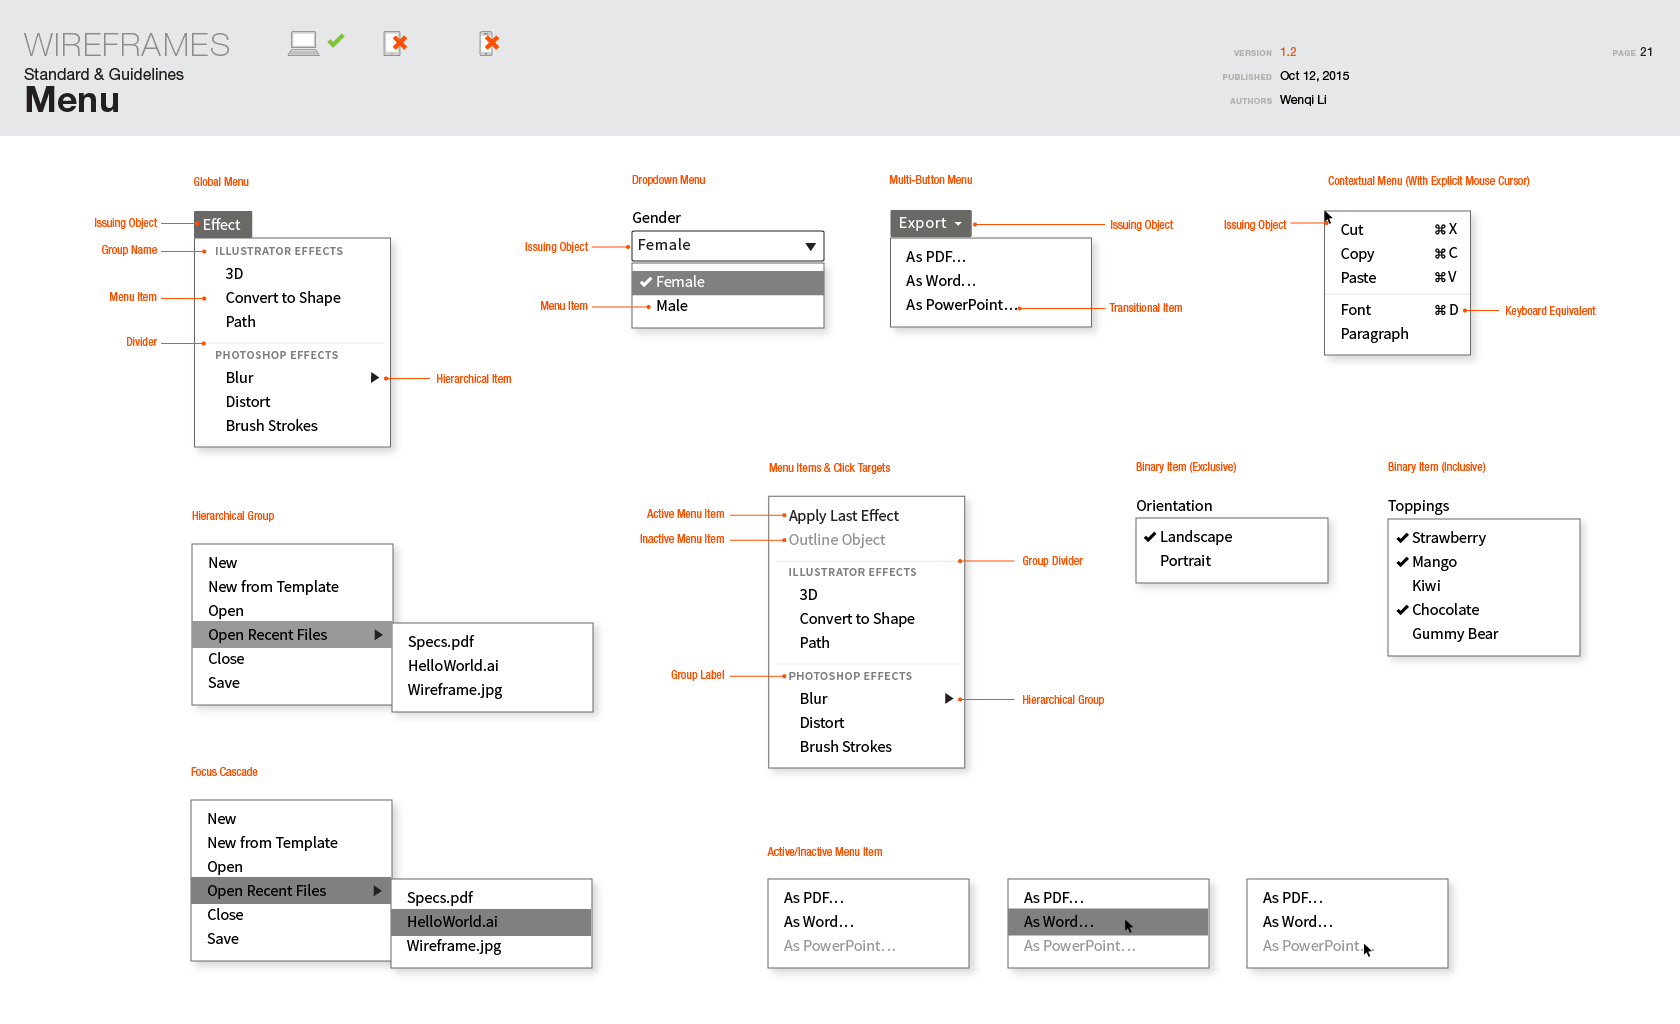 WIREFRAMES
Standard & Guidelines
Menu
VERSION 1.2
PUBLISHED Oct 12, 2015
AUTHORS Wenqi Li
PAGE 21
Global Menu
Issuing Object
Effect
Group Name
ILLUSTRATOR EFFECTS
3D
Menu Item
Convert to Shape
Path
Divider
PHOTOSHOP EFFECTS
Blur
Hierarchical Item
Distort
Brush Strokes
Dropdown Menu
Gender
Issuing Object
Female
Female
Menu Item
Male
Multi-Button Menu
Export
Issuing Object
As PDF...
As Word...
As PowerPoint...
Transitional Item
Contextual Menu (With Explicit Mouse Cursor)
Issuing Object
Cut ⌘X
Copy ⌘C
Paste ⌘V
Font ⌘D
Keyboard Equivalent
Paragraph
Hierarchical Group
New
New from Template
Open
Open Recent Files
Close
Save
Specs.pdf
HelloWorld.ai
Wireframe.jpg
Menu Items & Click Targets
Active Menu Item
Apply Last Effect
Inactive Menu Item
Outline Object
Group Divider
ILLUSTRATOR EFFECTS
3D
Convert to Shape
Path
Group Label
PHOTOSHOP EFFECTS
Blur
Hierarchical Group
Distort
Brush Strokes
Binary Item (Exclusive)
Orientation
Landscape
Portrait
Binary Item (Inclusive)
Toppings
Strawberry
Mango
Kiwi
Chocolate
Gummy Bear
Focus Cascade
New
New from Template
Open
Open Recent Files
Close
Save
Specs.pdf
HelloWorld.ai
Wireframe.jpg
Active/Inactive Menu Item
As PDF...
As Word...
As PowerPoint...
As PDF...
As Word...
As PowerPoint...
As PDF...
As Word...
As PowerPoint...